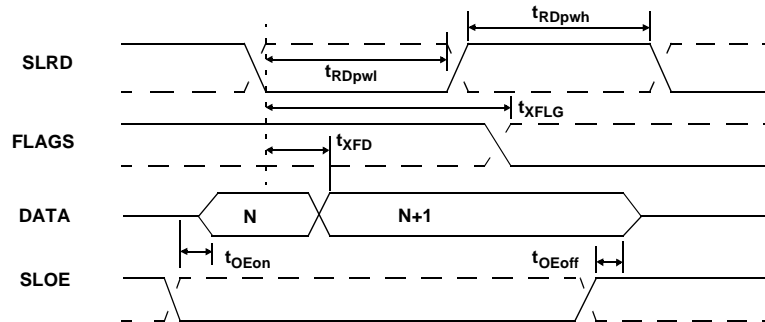 tRDpwh
SLRD
tRDpwl
tXFLG
FLAGS
tXFD
DATA
N
N+1
tOEon
tOEoff
SLOE